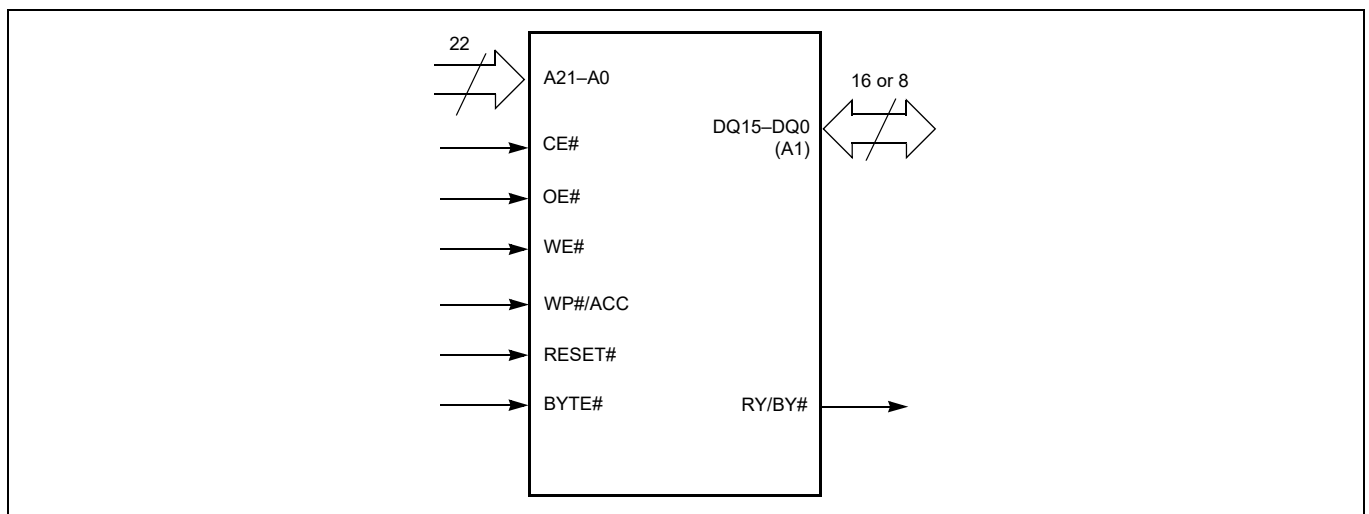 22
A21–A0
16 or 8
DQ15–DQ0
(A1)
CE#
OE#
WE#
WP#/ACC
RESET#
BYTE#
RY/BY#